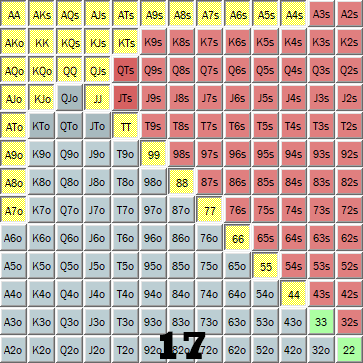 AA AKs AQs AJs ATs A9s A8s A7s A6s A5s A4s A3s A2s
AKo KK KQs KJs KTs K9s K8s K7s K6s K5s K4s K3s K2s
AQo KQo QQ QJs QTs Q9s Q8s Q7s Q6s Q5s Q4s Q3s Q2s
AJo KJo QJo JJ JTs J9s J8s J7s J6s J5s J4s J3s J2s
ATo KTo QTo JTo TT T9s T8s T7s T6s T5s T4s T3s T2s
A9o K9o Q9o J9o T9o 99 98s 97s 96s 95s 94s 93s 92s
A8o K8o Q8o J8o T8o 98o 88 87s 86s 85s 84s 83s 82s
A7o K7o Q7o J7o T7o 97o 87o 77 76s 75s 74s 73s 72s
A6o K6o Q6o J6o T6o 96o 86o 76o 66 65s 64s 63s 62s
A5o K5o Q5o J5o T5o 95o 85o 75o 65o 55 54s 53s 52s
A4o K4o Q4o J4o T4o 94o 84o 74o 64o 54o 44 43s 42s
A3o K3o Q3o J3o T3o 93o 83o 73o 63o 53o 43o 33 32s
A2o K2o Q2o J2o T2o 92o 62o 52o 42o 32o 22
17